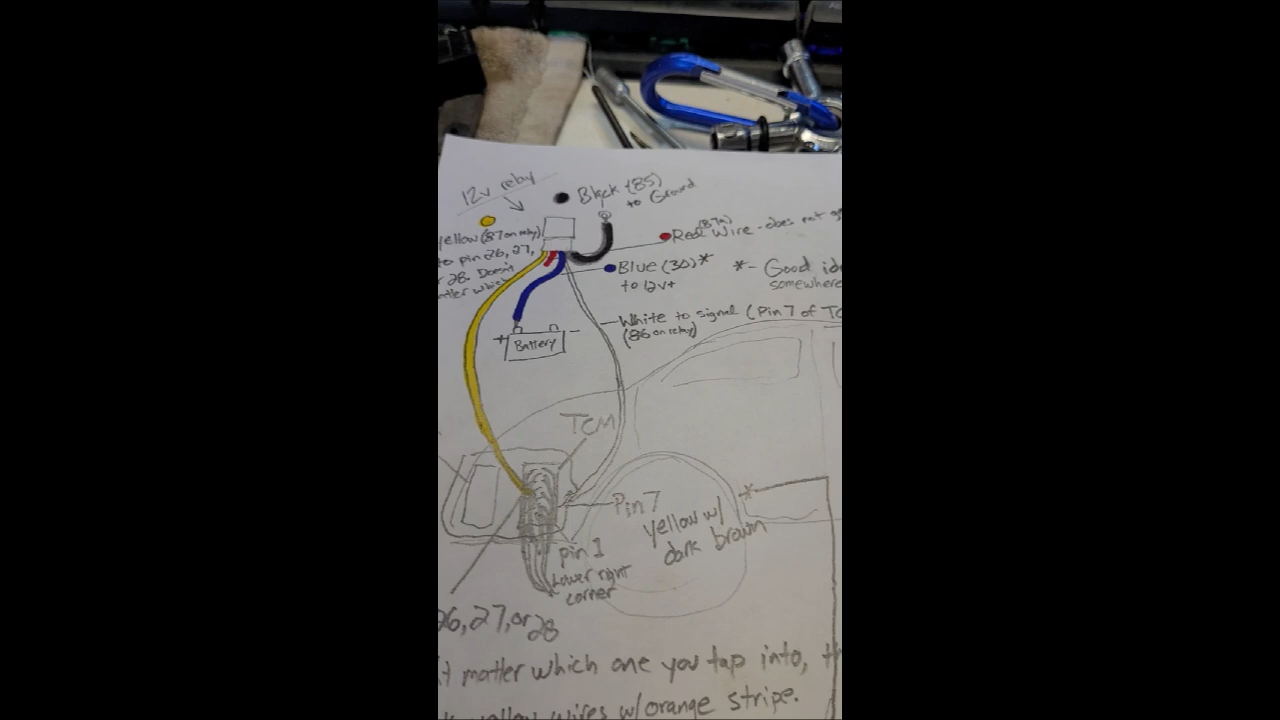 12v relay
Black (85)
to Ground
yellow (87 on relay)
to pin 26, 27,
28. Doesn't
which
(87a)
Red Wire - does not
Blue (30)*
to 12v+
*- Good
somewhere
White to signal (Pin 7 of TC
(86 on relay)
+
-
Battery
TCM
Pin 7
yellow w/
dark brown
*
pin 1
Lower right
corner
26, 27, or 28
it matter which one you tap into,
yellow wires w/orange stripe.